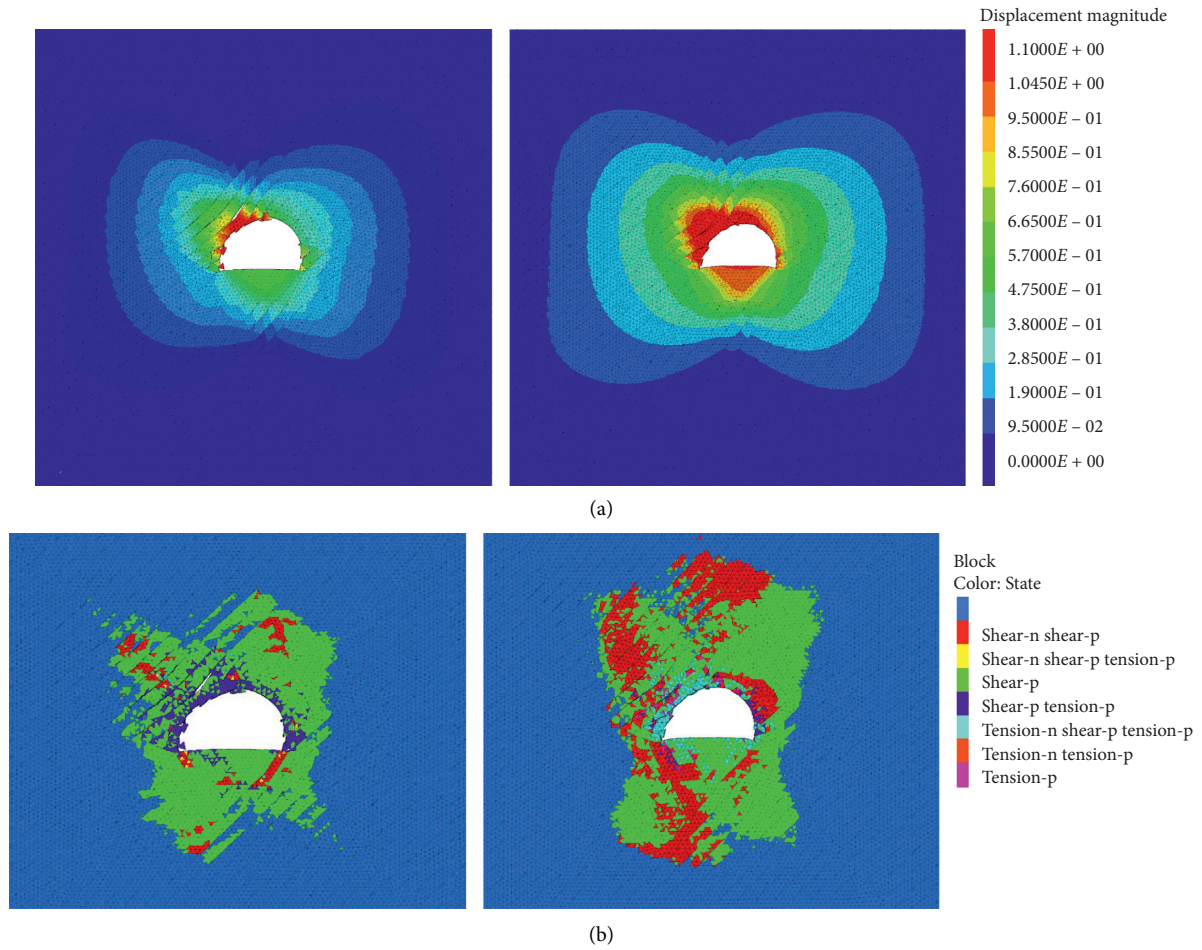 Displacement magnitude
1.1000E + 00
1.0450E + 00
9.5000E – 01
8.5500E – 01
7.6000E – 01
6.6500E – 01
5.7000E – 01
4.7500E – 01
3.8000E – 01
2.8500E – 01
1.9000E – 01
9.5000E – 02
0.0000E + 00
(a)
Block
Color: State
Shear-n shear-p
Shear-n shear-p tension-p
Shear-p
Shear-p tension-p
Tension-n shear-p tension-p
Tension-n tension-p
Tension-p
(b)